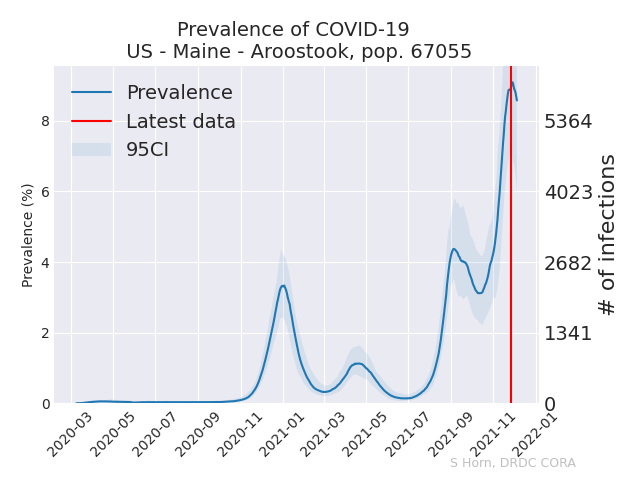 Prevalence of COVID-19
US - Maine - Aroostook, pop. 67055
Prevalence
Latest data
95CI
Prevalence (%)
8
6
4
2
0
5364
4023
2682
1341
0
# of infections
2020-03
2020-05
2020-07
2020-09
2020-11
2021-01
2021-03
2021-05
2021-07
2021-09
2021-11
2022-01
S Horn, DRDC CORA